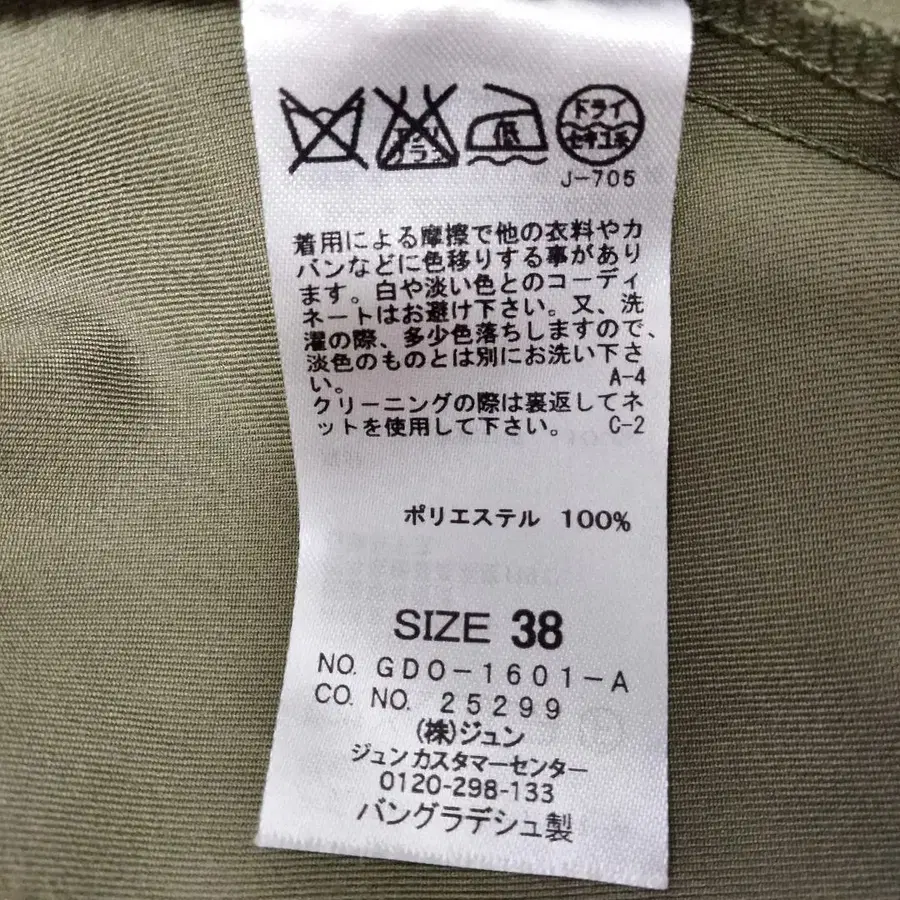 エンソ
サラシ
低
ドライ
セキユ系
J-705
着用による摩擦で他の衣料やカ
バンなどに色移りする事があり
ます。白や淡い色とのコーディ
ネートはお避け下さい。又、洗
濯の際、多少色落ちしますので、
淡色のものとは別にお洗い下さ
い。 A-4
クリーニングの際は裏返してネ
ットを使用して下さい。 C-2
ポリエステル 100%
SIZE 38
NO. GDO-1601-A
CO. NO. 25299
(株)ジュン
ジュン カスタマーセンター
0120-298-133
バングラデシュ製